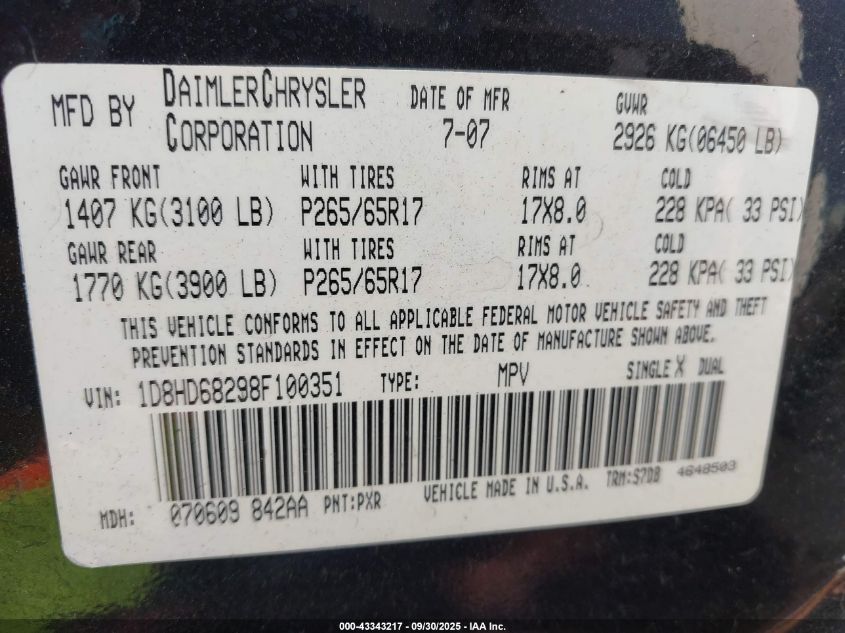 MFD BY DAIMLERCHRYSLER CORPORATION DATE OF MFR 7-07 GVWR 2926 KG(06450 LB)
GAWR FRONT WITH TIRES RIMS AT COLD
1407 KG(3100 LB) P265/65R17 17X8.0 228 KPA( 33 PSI)
GAWR REAR WITH TIRES RIMS AT COLD
1770 KG(3900 LB) P265/65R17 17X8.0 228 KPA( 33 PSI)
THIS VEHICLE CONFORMS TO ALL APPLICABLE FEDERAL MOTOR VEHICLE SAFETY AND THEFT
PREVENTION STANDARDS IN EFFECT ON THE DATE OF MANUFACTURE SHOWN ABOVE.
VIN: 1D8HD68298F100351 TYPE: MPV SINGLE X DUAL
MDH: 070609 842AA PNT:PXR VEHICLE MADE IN U.S.A. TRM:S7DB 4648503
000-43343217 - 09/30/2025 - IAA Inc.